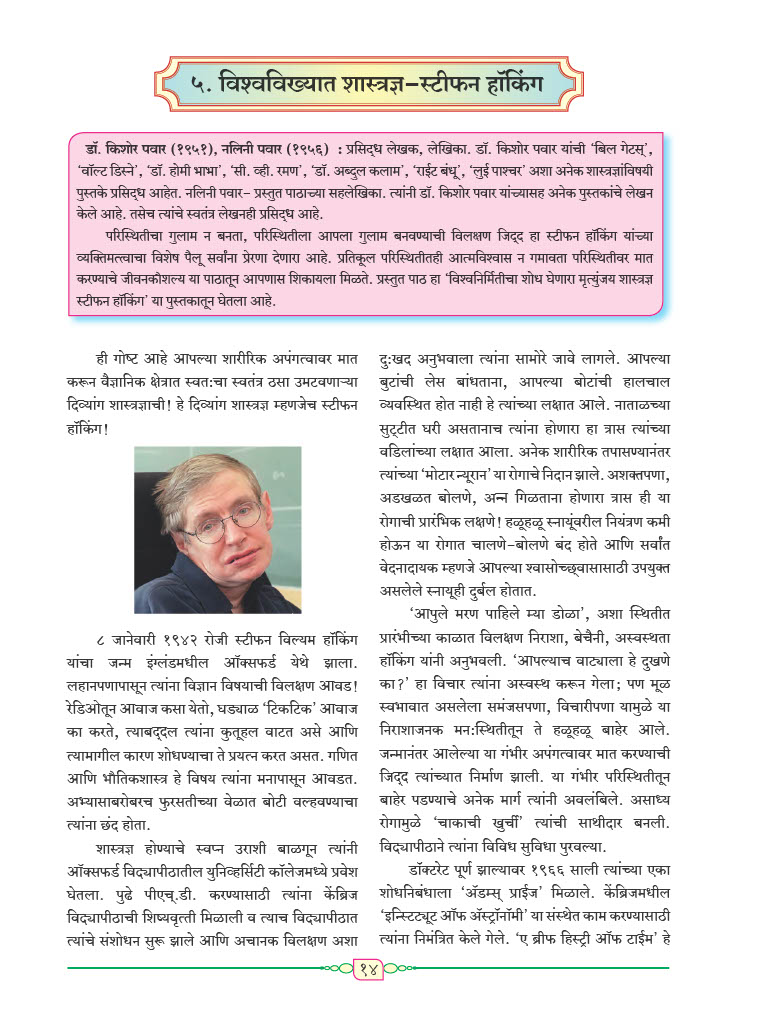 ५. विश्वविख्यात शास्त्रज्ञ-स्टीफन हॉकिंग
डॉ. किशोर पवार (१९५१), नलिनी पवार (१९५६) : प्रसिद्ध लेखक, लेखिका. डॉ. किशोर पवार यांची ‘बिल गेटस्’,
‘वॉल्ट डिस्ने’, ‘डॉ. होमी भाभा’, ‘सी. व्ही. रमण’, ‘डॉ. अब्दुल कलाम’, ‘राईट बंधू’, ‘लुई पाश्चर’ अशा अनेक शास्त्रज्ञांविषयी
पुस्तके प्रसिद्ध आहेत. नलिनी पवार- प्रस्तुत पाठाच्या सहलेखिका. त्यांनी डॉ. किशोर पवार यांच्यासह अनेक पुस्तकांचे लेखन
केले आहे. तसेच त्यांचे स्वतंत्र लेखनही प्रसिद्ध आहे.
परिस्थितीचा गुलाम न बनता, परिस्थितीला आपला गुलाम बनवण्याची विलक्षण जिद्द हा स्टीफन हॉकिंग यांच्या
व्यक्तिमत्त्वाचा विशेष पैलू सर्वांना प्रेरणा देणारा आहे. प्रतिकूल परिस्थितीतही आत्मविश्वास न गमावता परिस्थितीवर मात
करण्याचे जीवनकौशल्य या पाठातून आपणास शिकायला मिळते. प्रस्तुत पाठ हा ‘विश्वनिर्मितीचा शोध घेणारा मृत्युंजय शास्त्रज्ञ
स्टीफन हॉकिंग’ या पुस्तकातून घेतला आहे.
ही गोष्ट आहे आपल्या शारीरिक अपंगत्वावर मात
करून वैज्ञानिक क्षेत्रात स्वतःचा स्वतंत्र ठसा उमटवणाऱ्या
दिव्यांग शास्त्रज्ञाची! हे दिव्यांग शास्त्रज्ञ म्हणजेच स्टीफन
हॉकिंग!
८ जानेवारी १९४२ रोजी स्टीफन विल्यम हॉकिंग
यांचा जन्म इंग्लंडमधील ऑक्सफर्ड येथे झाला.
लहानपणापासून त्यांना विज्ञान विषयाची विलक्षण आवड!
रेडिओतून आवाज कसा येतो, घड्याळ ‘टिकटिक’ आवाज
का करते, त्याबद्दल त्यांना कुतूहल वाटत असे आणि
त्यामागील कारण शोधण्याचा ते प्रयत्न करत असत. गणित
आणि भौतिकशास्त्र हे विषय त्यांना मनापासून आवडत.
अभ्यासाबरोबरच फुरसतीच्या वेळात बोटी वल्हवण्याचा
त्यांना छंद होता.
शास्त्रज्ञ होण्याचे स्वप्न उराशी बाळगून त्यांनी
ऑक्सफर्ड विद्यापीठातील युनिव्हर्सिटी कॉलेजमध्ये प्रवेश
घेतला. पुढे पीएच्.डी. करण्यासाठी त्यांना केंब्रिज
विद्यापीठाची शिष्यवृत्ती मिळाली व त्याच विद्यापीठात
त्यांचे संशोधन सुरू झाले आणि अचानक विलक्षण अशा
दुःखद अनुभवाला त्यांना सामोरे जावे लागले. आपल्या
बुटांची लेस बांधताना, आपल्या बोटांची हालचाल
व्यवस्थित होत नाही हे त्यांच्या लक्षात आले. नाताळच्या
सुट्टीत घरी असतानाच त्यांना होणारा हा त्रास त्यांच्या
वडिलांच्या लक्षात आला. अनेक शारीरिक तपासण्यानंतर
त्यांच्या ‘मोटार न्यूरान’ या रोगाचे निदान झाले. अशक्तपणा,
अडखळत बोलणे, अन्न गिळताना होणारा त्रास ही या
रोगाची प्रारंभिक लक्षणे! हळूहळू स्नायूंवरील नियंत्रण कमी
होऊन या रोगात चालणे-बोलणे बंद होते आणि सर्वांत
वेदनादायक म्हणजे आपल्या श्वासोच्छ्वासासाठी उपयुक्त
असलेले स्नायूही दुर्बल होतात.
‘आपुले मरण पाहिले म्या डोळा’, अशा स्थितीत
प्रारंभीच्या काळात विलक्षण निराशा, बेचैनी, अस्वस्थता
हॉकिंग यांनी अनुभवली. ‘आपल्याच वाट्याला हे दुखणे
का?’ हा विचार त्यांना अस्वस्थ करून गेला; पण मूळ
स्वभावात असलेला समंजसपणा, विचारीपणा यामुळे या
निराशाजनक मनःस्थितीतून ते हळूहळू बाहेर आले.
जन्मानंतर आलेल्या या गंभीर अपंगत्वावर मात करण्याची
जिद्द त्यांच्यात निर्माण झाली. या गंभीर परिस्थितीतून
बाहेर पडण्याचे अनेक मार्ग त्यांनी अवलंबिले. असाध्य
रोगामुळे ‘चाकाची खुर्ची’ त्यांची साथीदार बनली.
विद्यापीठाने त्यांना विविध सुविधा पुरवल्या.
डॉक्टरेट पूर्ण झाल्यावर १९६६ साली त्यांच्या एका
शोधनिबंधाला ‘ॲडम्स् प्राईज’ मिळाले. केंब्रिजमधील
‘इन्स्टिट्यूट ऑफ ॲस्ट्रॉनॉमी’ या संस्थेत काम करण्यासाठी
त्यांना निमंत्रित केले गेले. ‘ए ब्रीफ हिस्ट्री ऑफ टाईम’ हे
१४